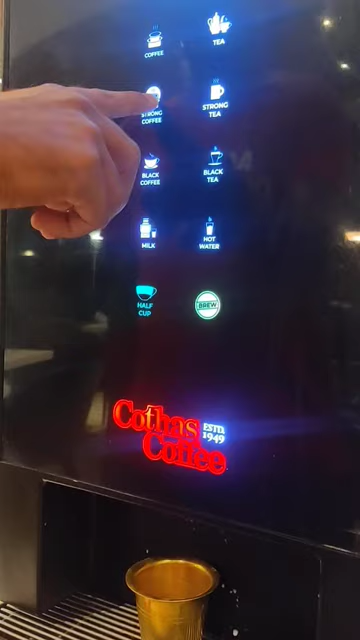 COFFEE
TEA
STRONG
COFFEE
STRONG
TEA
BLACK
COFFEE
BLACK
TEA
MILK
HOT
WATER
HALF
CUP
BREW
Cothas
Coffee
ESTD.
1949